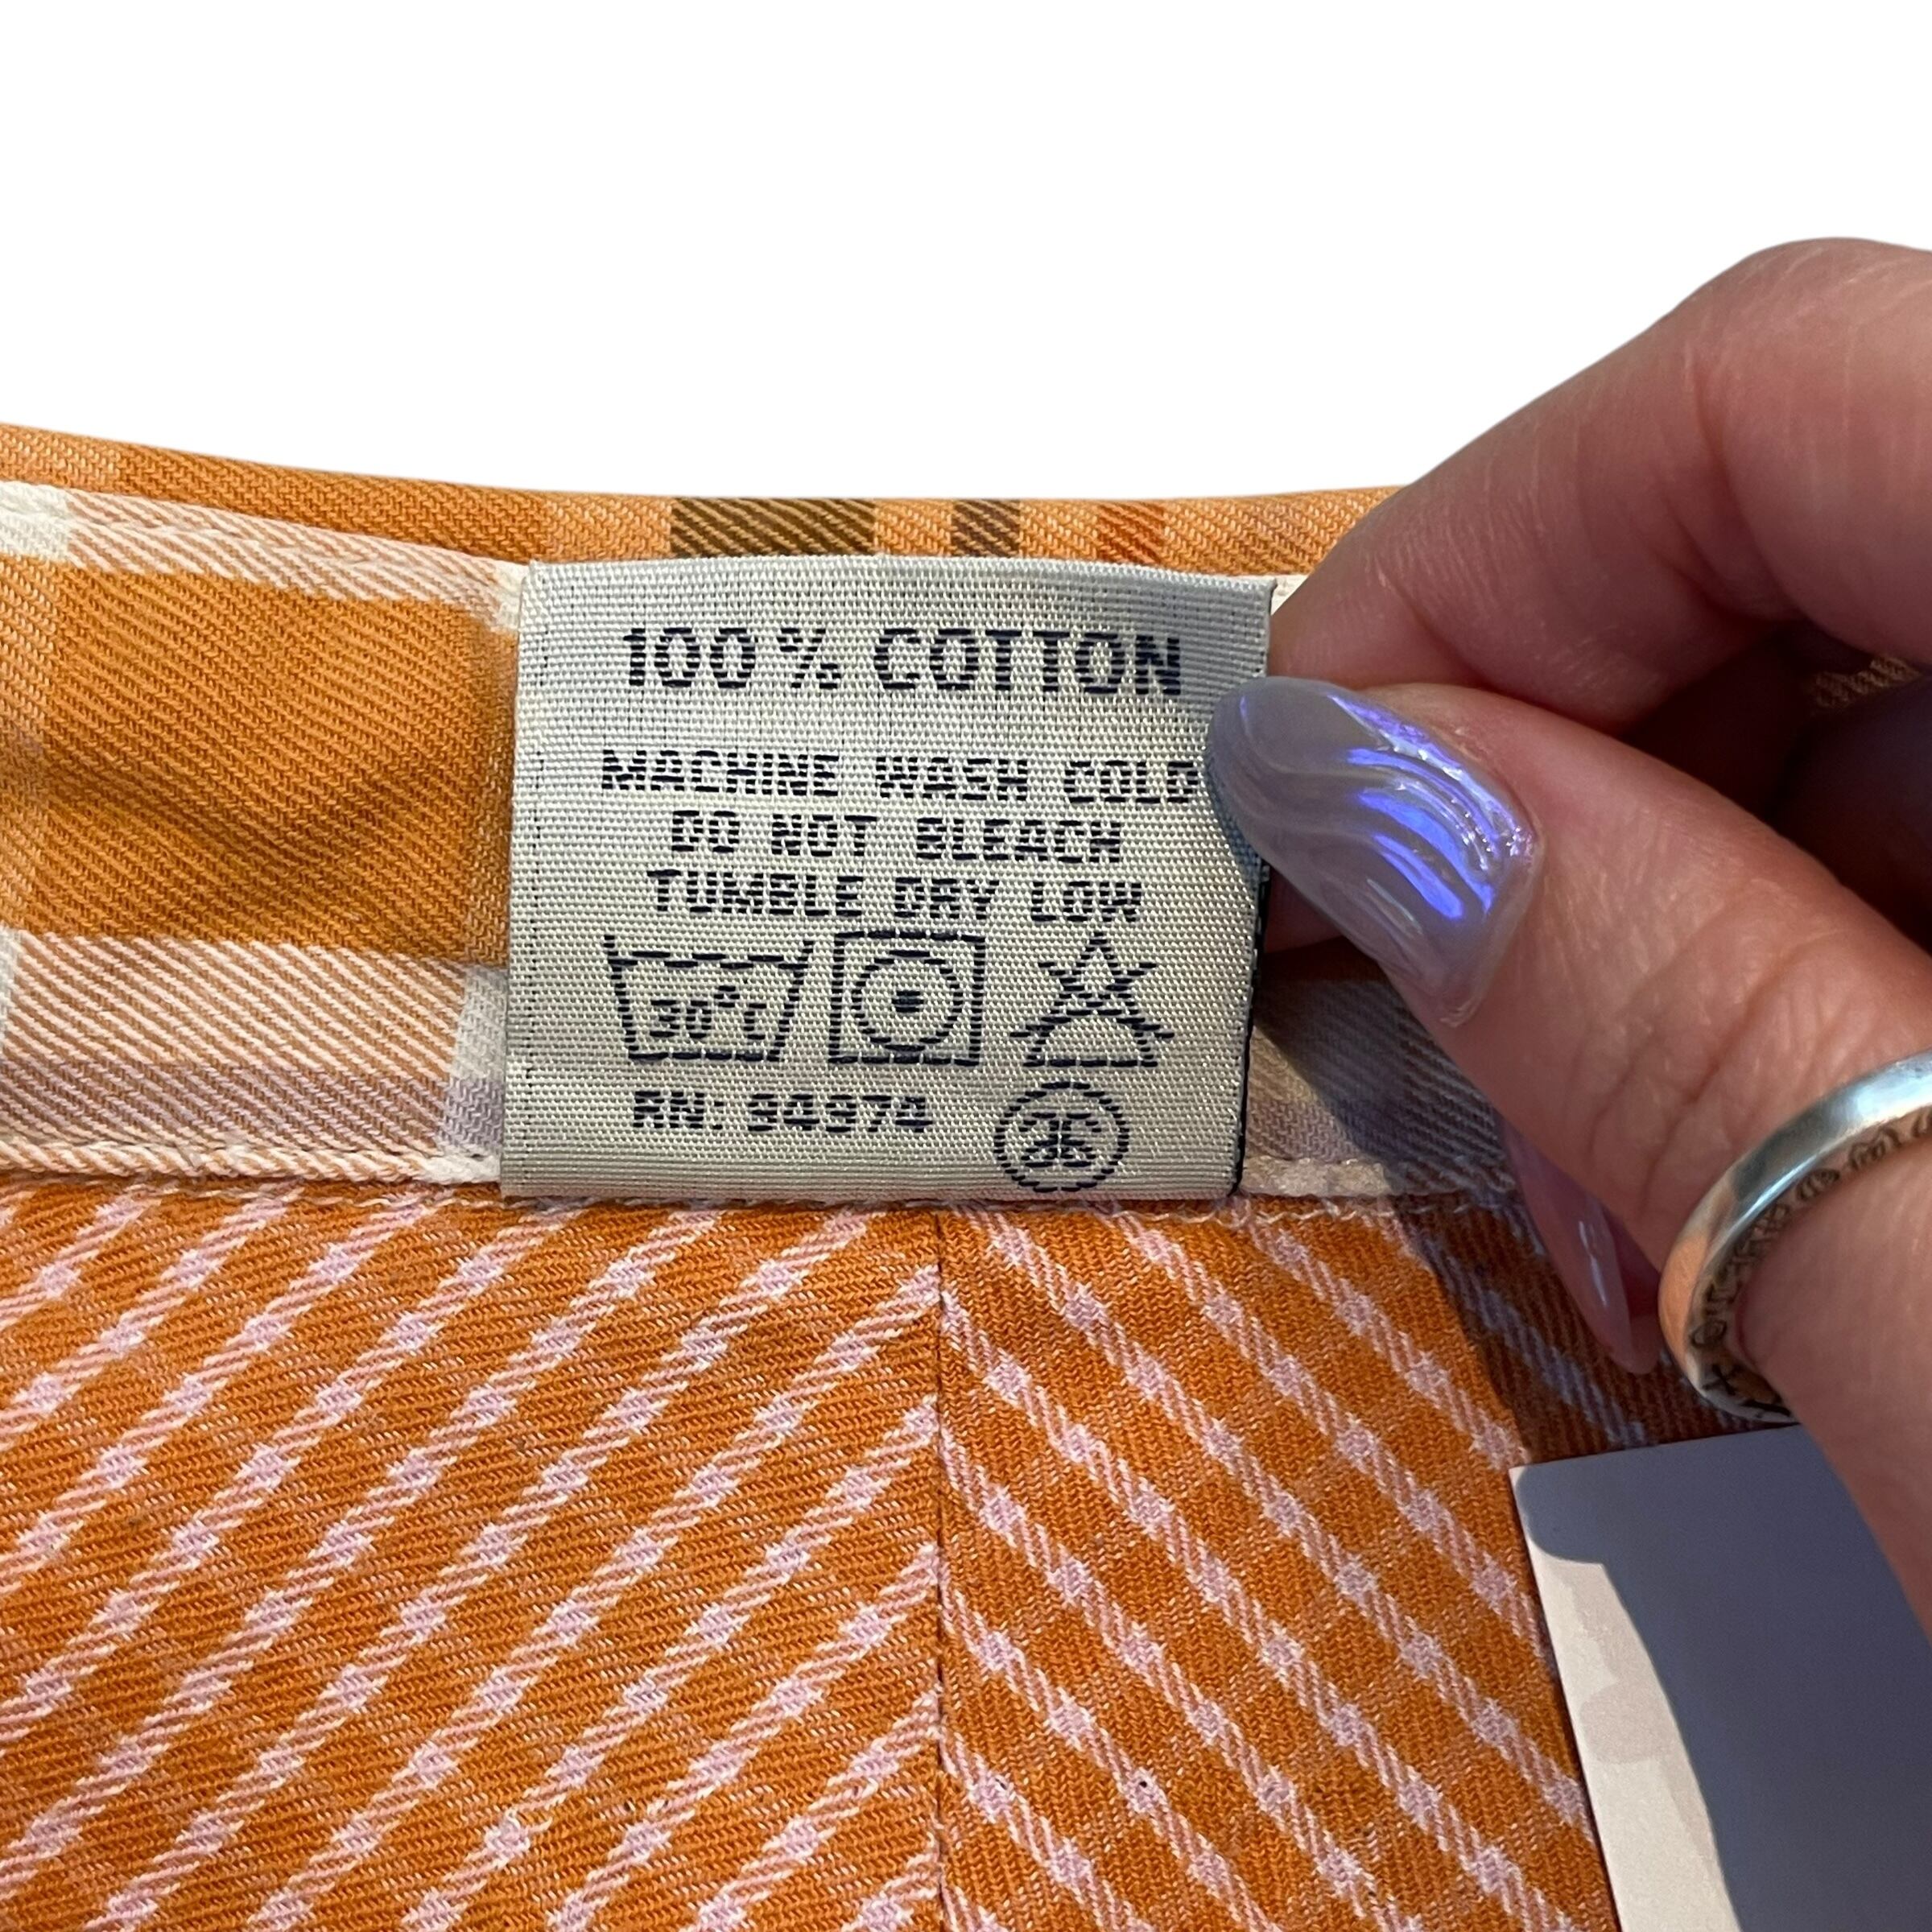 100% COTTON
MACHINE WASH COLD
DO NOT BLEACH
TUMBLE DRY LOW
30°C
RN: 94974